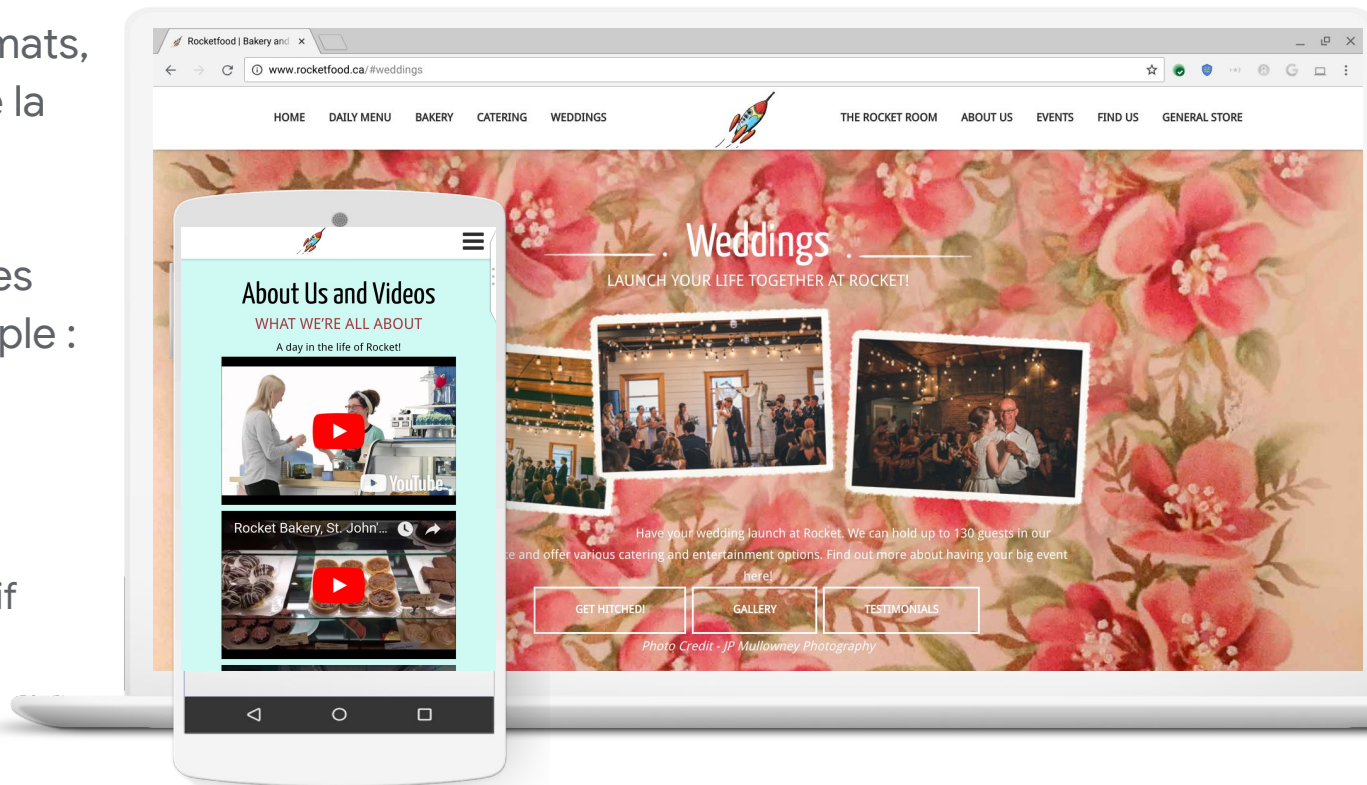 mats,
e la
es
ple :
if
Rocketfood | Bakery and
www.rocketfood.ca/#weddings
HOME DAILY MENU BAKERY CATERING WEDDINGS THE ROCKET ROOM ABOUT US EVENTS FIND US GENERAL STORE
. Weddings .
LAUNCH YOUR LIFE TOGETHER AT ROCKET!
Have your wedding launch at Rocket. We can hold up to 130 guests in our
ce and offer various catering and entertainment options. Find out more about having your big event
here!
GET HITCHED! GALLERY TESTIMONIALS
Photo Credit - JP Mullowney Photography
About Us and Videos
WHAT WE'RE ALL ABOUT
A day in the life of Rocket!
YouTube
Rocket Bakery, St. John'...